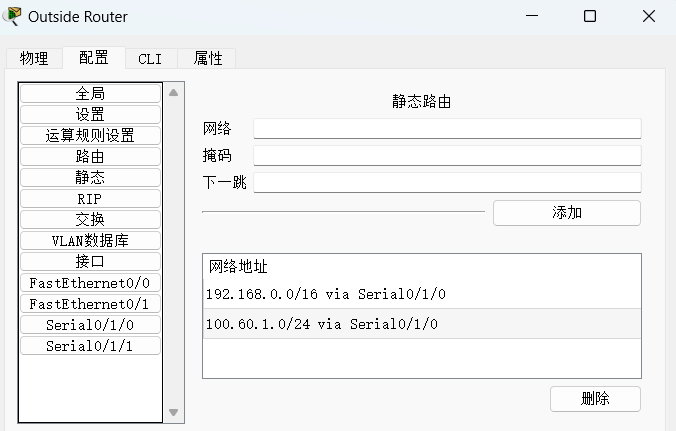 Outside Router
物理 配置 CLI 属性
全局
设置
运算规则设置
路由
静态
RIP
交换
VLAN数据库
接口
FastEthernet0/0
FastEthernet0/1
Serial0/1/0
Serial0/1/1
静态路由
网络
掩码
下一跳
添加
网络地址
192.168.0.0/16 via Serial0/1/0
100.60.1.0/24 via Serial0/1/0
删除